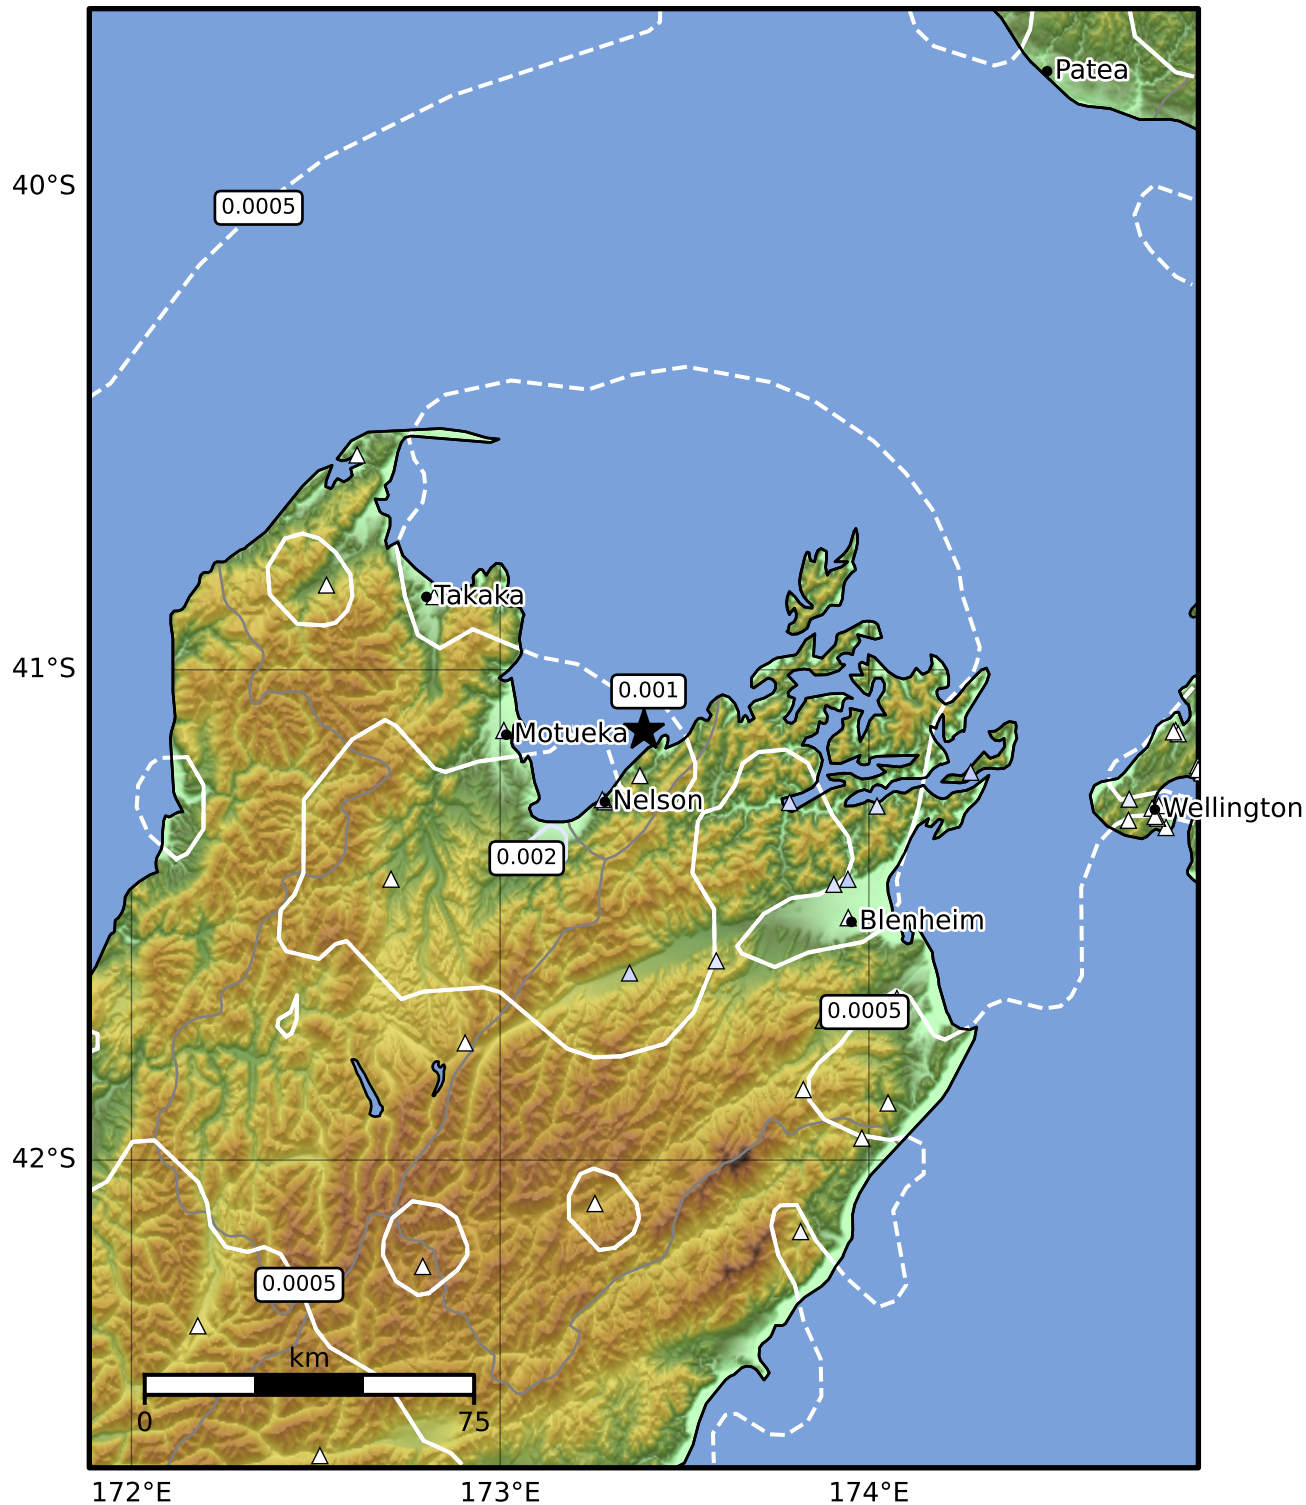 Patea
40°S
0.0005
Takaka
41°S
0.001
Motueka
Nelson
Wellington
0.002
Blenheim
0.0005
42°S
0.0005
km
0
75
172°E
173°E
174°E